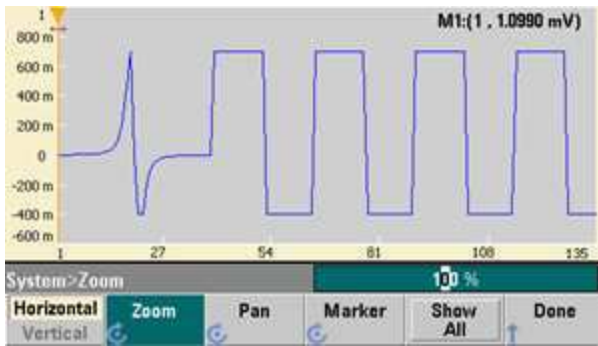 1
M1:(1 , 1.0990 mV)
800 m
600 m
400 m
200 m
0
-200 m
-400 m
-600 m
1 27 54 81 108 135
System>Zoom
100 %
Horizontal
Vertical
Zoom
Pan
Marker
Show
All
Done